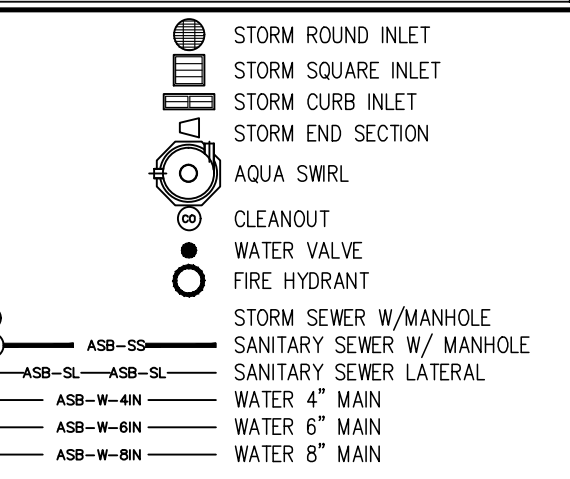 STORM ROUND INLET
STORM SQUARE INLET
STORM CURB INLET
STORM END SECTION
AQUA SWIRL
CO CLEANOUT
WATER VALVE
FIRE HYDRANT
STORM SEWER W/MANHOLE
ASB-SS SANITARY SEWER W/ MANHOLE
ASB-SL ASB-SL SANITARY SEWER LATERAL
ASB-W-4IN WATER 4" MAIN
ASB-W-6IN WATER 6" MAIN
ASB-W-8IN WATER 8" MAIN